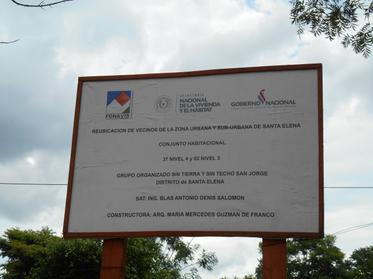 FONAVIS
SECRETARÍA
NACIONAL
DE LA VIVIENDA
Y EL HÁBITAT
GOBIERNO NACIONAL
REUBICACION DE VECINOS DE LA ZONA URBANA Y SUB-URBANA DE SANTA ELENA
CONJUNTO HABITACIONAL
37 NIVEL 4 y 02 NIVEL 3
GRUPO ORGANIZADO SIN TIERRA Y SIN TECHO SAN JORGE
DISTRITO de SANTA ELENA
SAT: ING. BLAS ANTONIO DENIS SALOMON
CONSTRUCTORA: ARQ. MARIA MERCEDES GUZMAN DE FRANCO